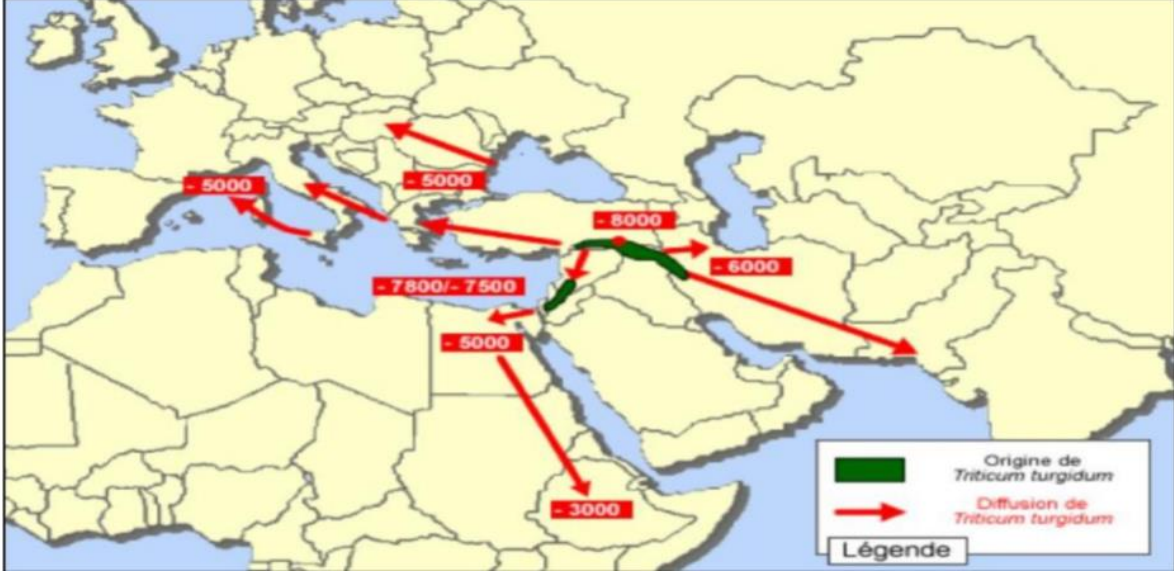 - 5000
- 5000
- 8000
- 6000
- 7800/- 7500
- 5000
- 3000
Origine de
Triticum turgidum
Diffusion de
Triticum turgidum
Légende